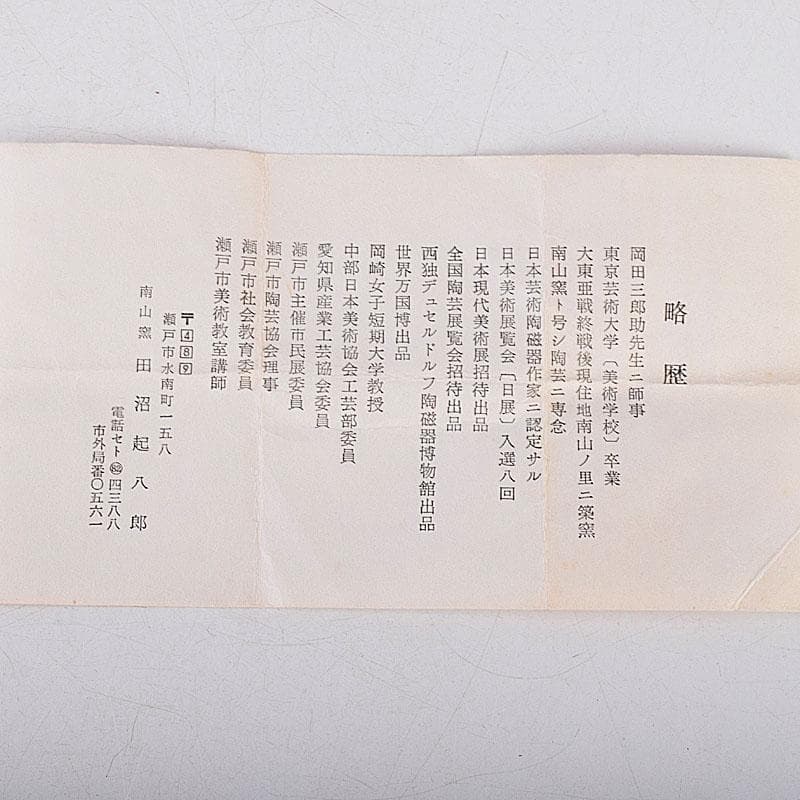 略歴
岡田三郎助先生ニ師事
東京芸術大学〔美術学校〕卒業
大東亜戦終戦後現住地南山ノ里ニ築窯
南山窯ト号シ陶芸ニ専念
日本芸術陶磁器作家ニ認定サル
日本美術展覧会〔日展〕入選八回
日本現代美術展招待出品
全国陶芸展覧会招待出品
西独デュセルドルフ陶磁器博物館出品
世界万国博出品
岡崎女子短期大学教授
中部日本美術協会工芸部委員
愛知県産業工芸協会委員
瀬戸市主催市民展委員
瀬戸市陶芸協会理事
瀬戸市社会教育委員
瀬戸市美術教室講師
〒489
瀬戸市水南町一五八
南山窯 田沼起八郎
電話セト㊇四三八八
市外局番〇五六一